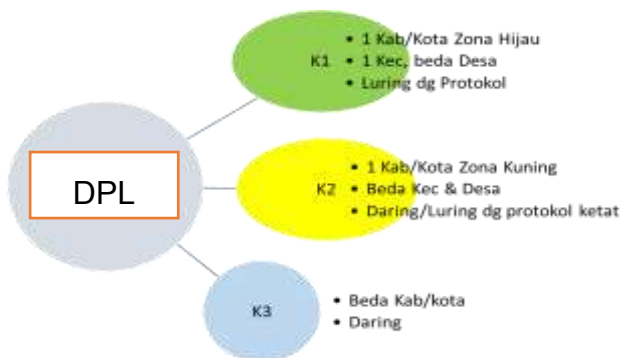 DPL
K1
• 1 Kab/Kota Zona Hijau
• 1 Kec, beda Desa
• Luring dg Protokol
K2
• 1 Kab/Kota Zona Kuning
• Beda Kec & Desa
• Daring/Luring dg protokol ketat
K3
• Beda Kab/kota
• Daring